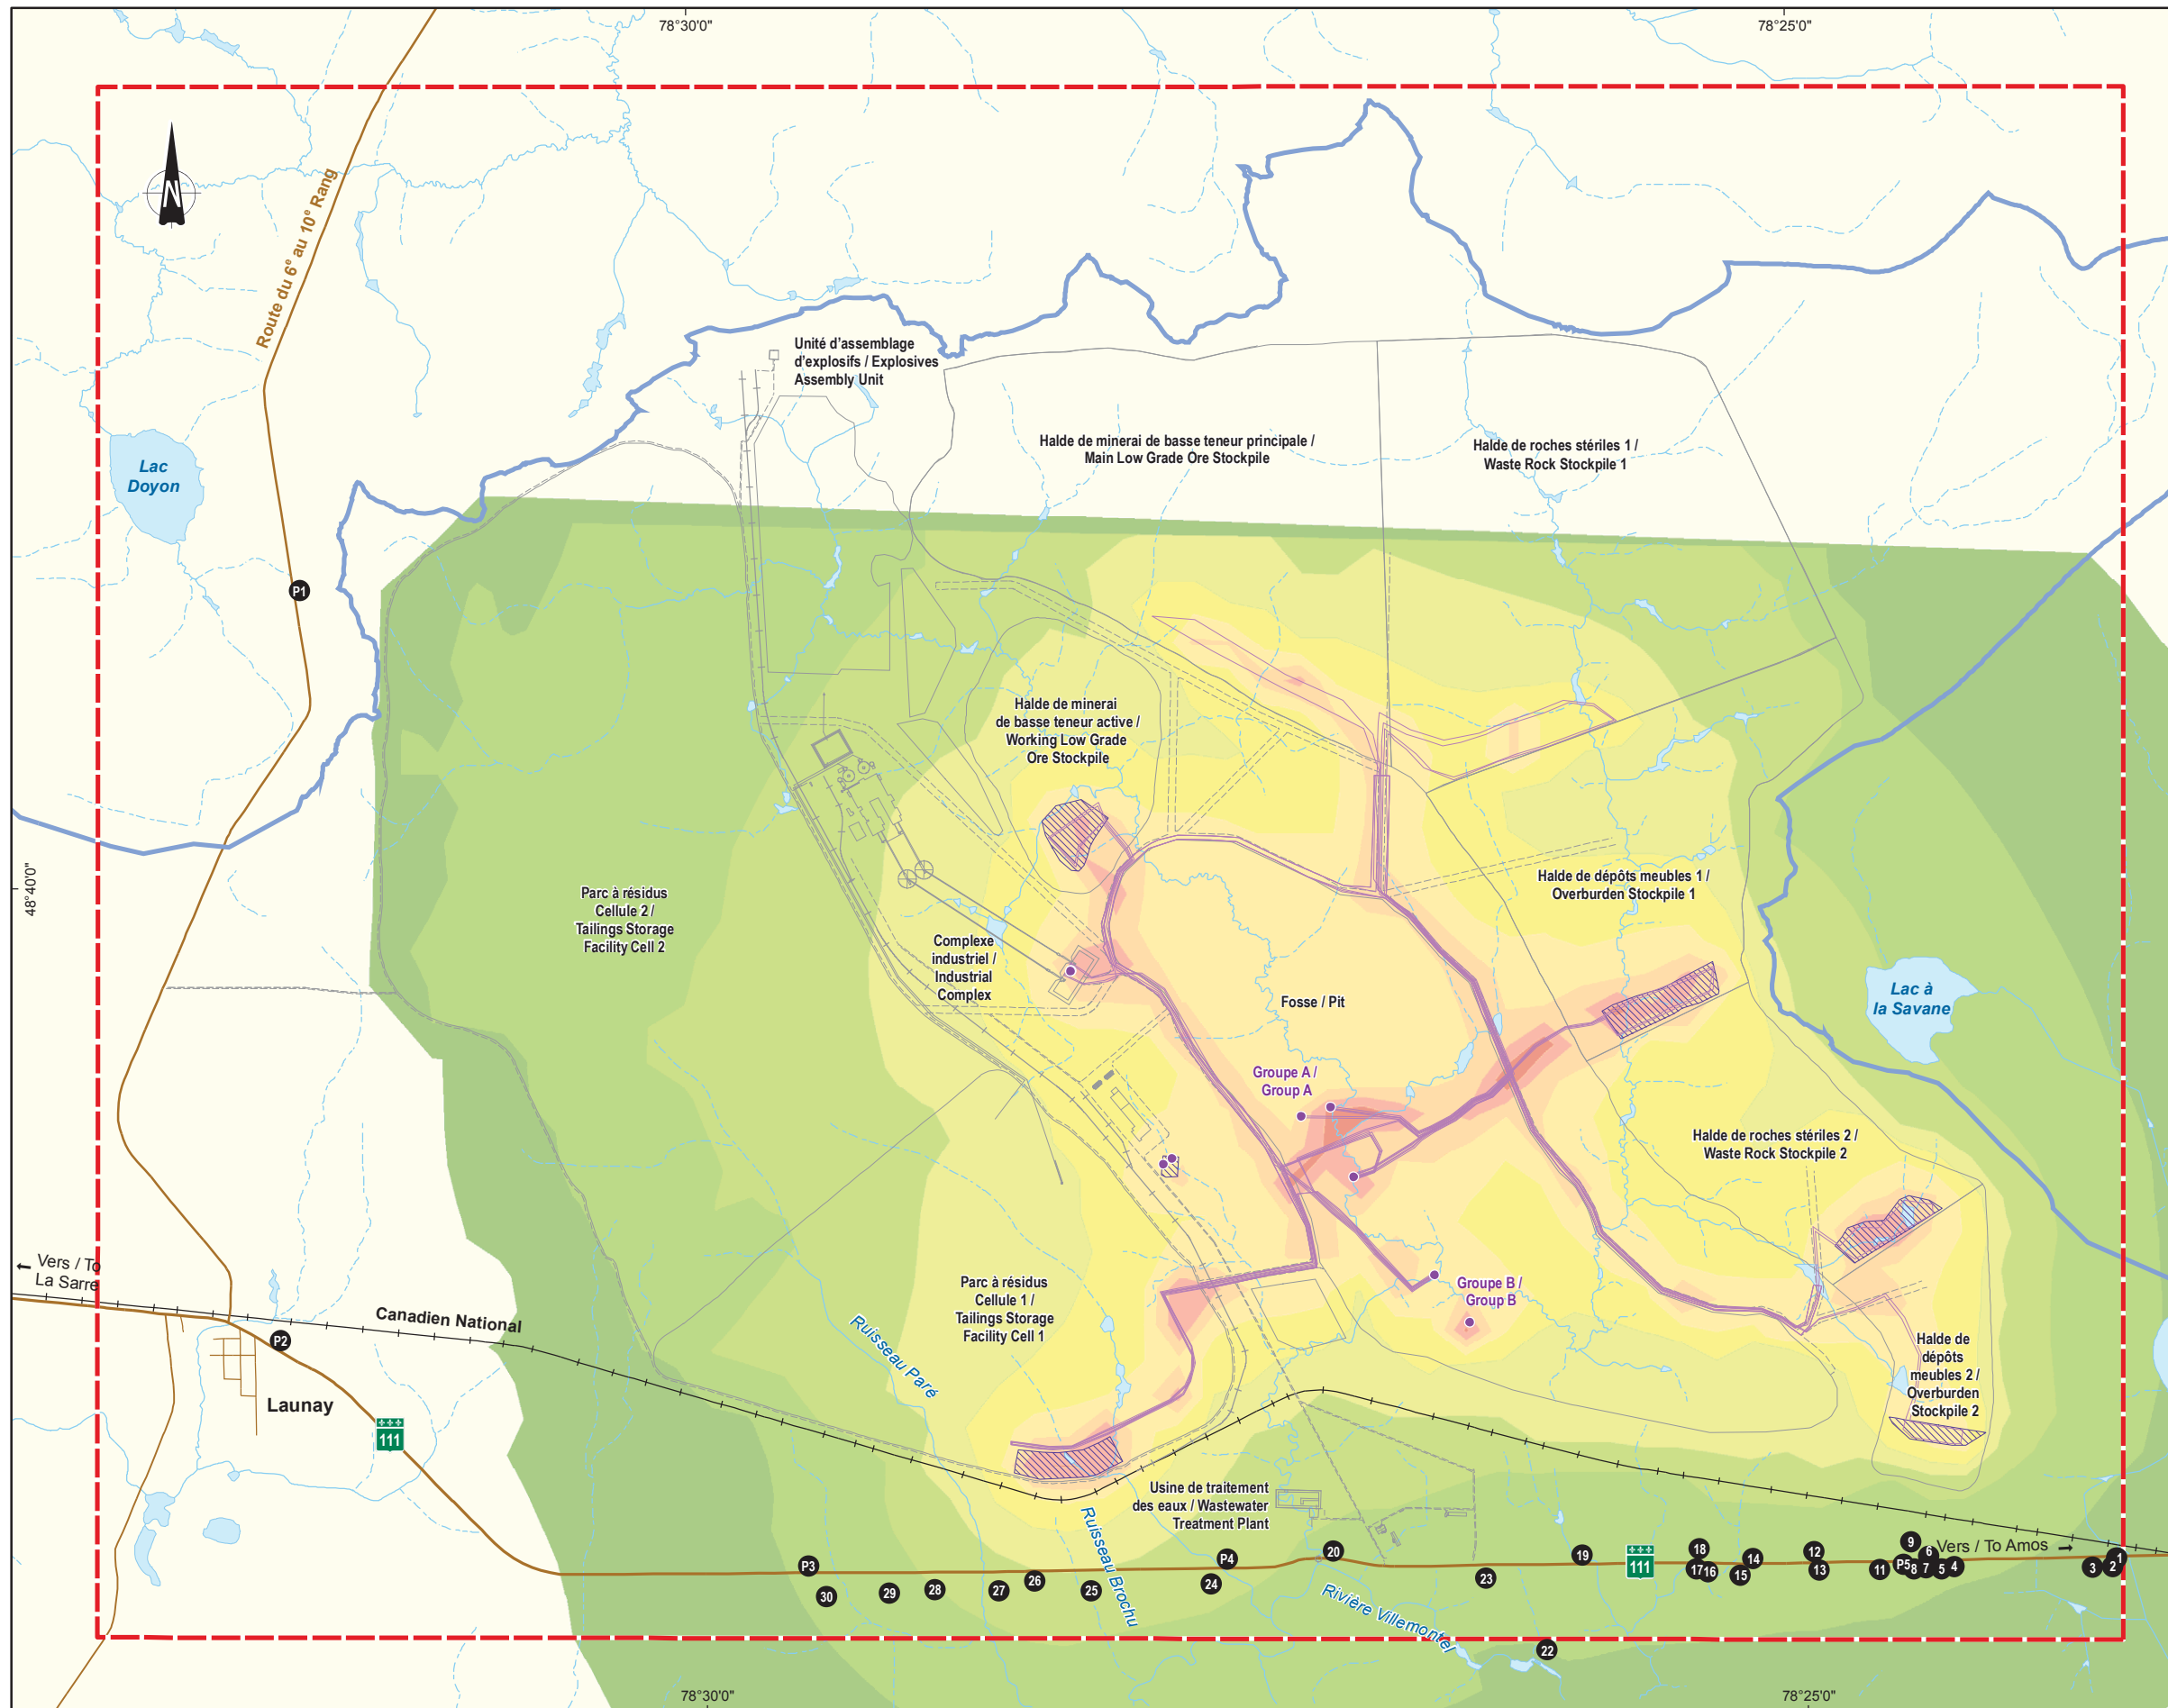 78°30'0"
78°25'0"
N
Route du 6e au 10e Rang
Unité d'assemblage
d'explosifs / Explosives
Assembly Unit
Halde de minerai de basse teneur principale /
Main Low Grade Ore Stockpile
Halde de roches stériles 1 /
Waste Rock Stockpile 1
Lac
Doyon
P1
Halde de minerai
de basse teneur active /
Working Low Grade
Ore Stockpile
48°40'0"
Parc à résidus
Cellule 2 /
Tailings Storage
Facility Cell 2
Halde de dépôts meubles 1 /
Overburden Stockpile 1
Complexe
industriel /
Industrial
Complex
Fosse / Pit
Lac à
la Savane
Groupe A /
Group A
Halde de roches stériles 2 /
Waste Rock Stockpile 2
Vers / To
La Sarre
Canadien National
P2
Launay
111
Parc à résidus
Cellule 1 /
Tailings Storage
Facility Cell 1
Ruisseau Paré
Groupe B /
Group B
Halde de
dépôts
meubles 2 /
Overburden
Stockpile 2
Usine de traitement
des eaux / Wastewater
Treatment Plant
Ruisseau Brochu
Rivière Villemontel
Vers / To Amos
P3
30
29
28
27
26
25
24
P4
20
23
22
19
111
18
17
16
15
14
12
13
11
9
P5
8
6
7
5
4
3
2
1
78°30'0"
78°25'0"